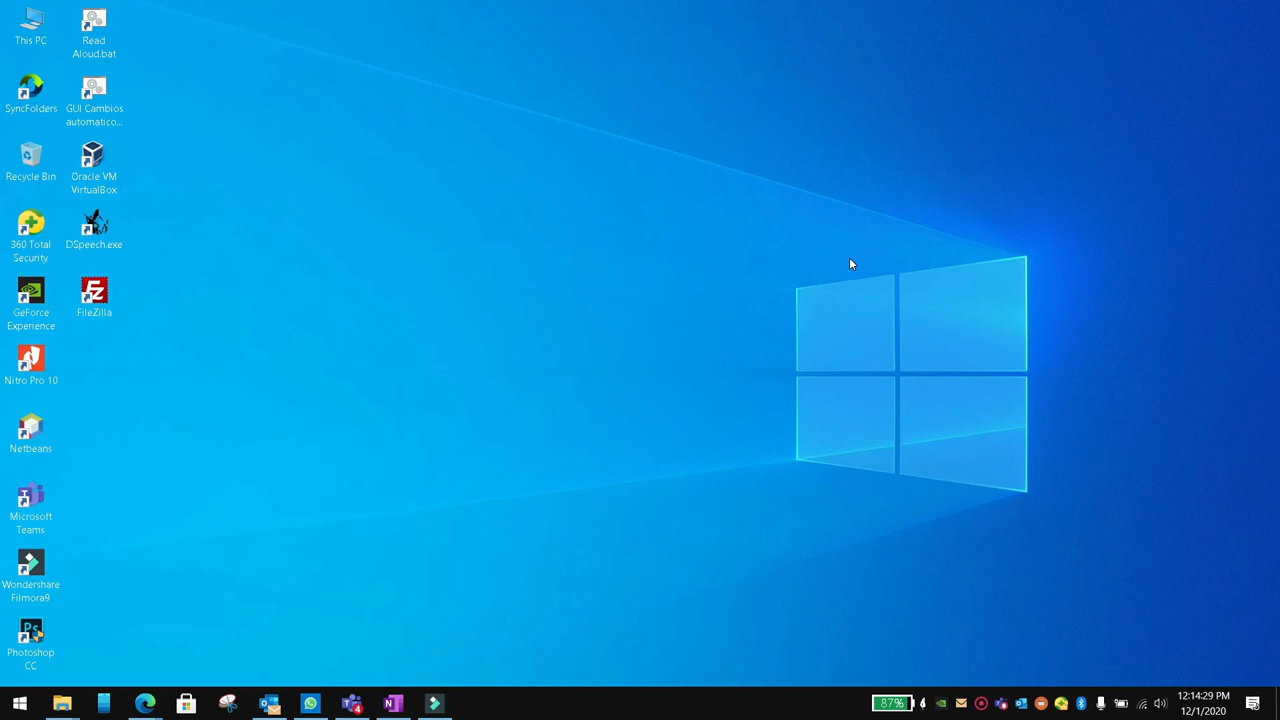 This PC
Read
Aloud.bat
SyncFolders
GUI Cambios
automatico...
Recycle Bin
Oracle VM
VirtualBox
360 Total
Security
DSpeech.exe
GeForce
Experience
FileZilla
Nitro Pro 10
Netbeans
Microsoft
Teams
Wondershare
Filmora9
Ps
Photoshop
CC
4
N
87%
12:14:29 PM
12/1/2020